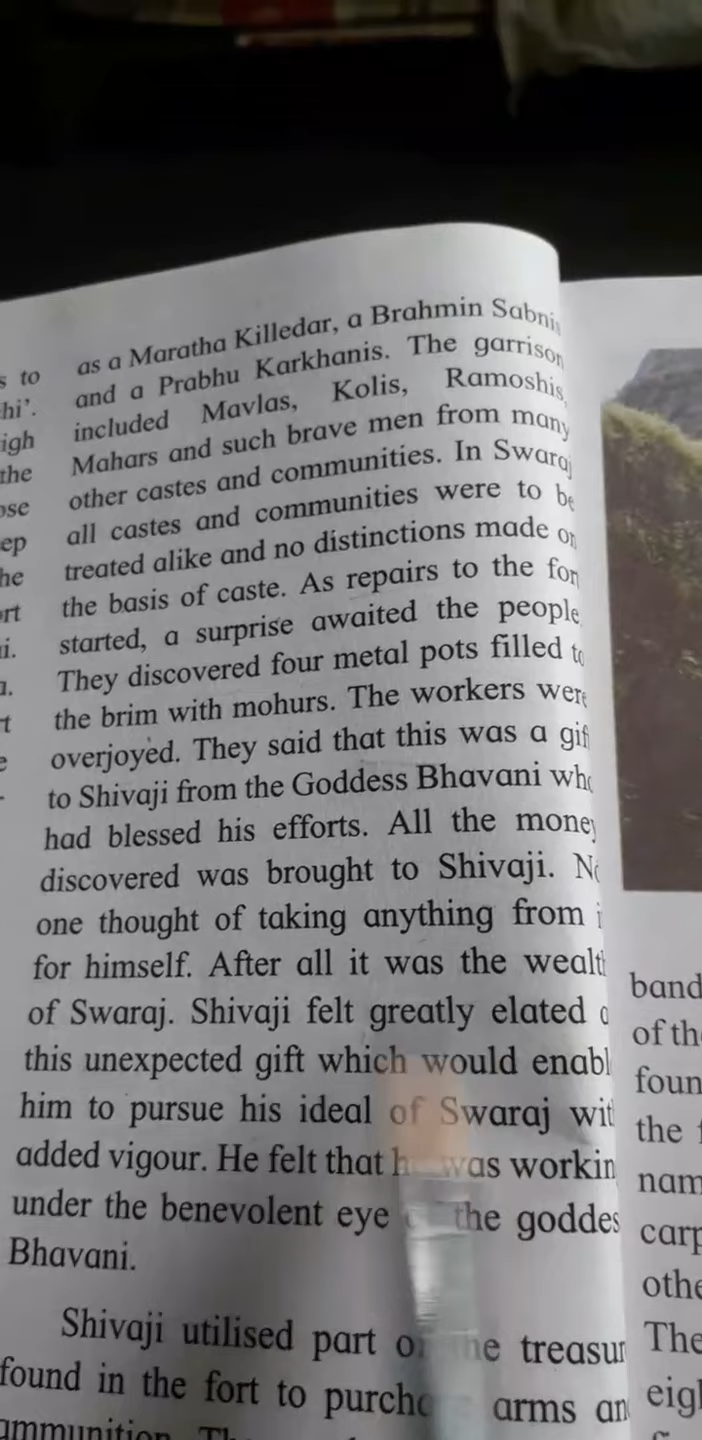 s to
hi'.
igh
the
ose
ep
he
ort
i.
t
e
as a Maratha Killedar, a Brahmin Sabnis
and a Prabhu Karkhanis. The garrison
included Mavlas, Kolis, Ramoshis,
Mahars and such brave men from many
other castes and communities. In Swaraj
all castes and communities were to be
treated alike and no distinctions made on
the basis of caste. As repairs to the fort
started, a surprise awaited the people.
They discovered four metal pots filled to
the brim with mohurs. The workers were
overjoyed. They said that this was a gif
to Shivaji from the Goddess Bhavani who
had blessed his efforts. All the money
discovered was brought to Shivaji. No
one thought of taking anything from i
for himself. After all it was the wealt
of Swaraj. Shivaji felt greatly elated a
this unexpected gift which would enabl
him to pursue his ideal of Swaraj wit
added vigour. He felt that h was workin
under the benevolent eye the goddes
Bhavani.
Shivaji utilised part of treasur
found in the fort to purcha arms an
ammunition.
band
of the
foun
the f
nam
carp
othe
The
eigh